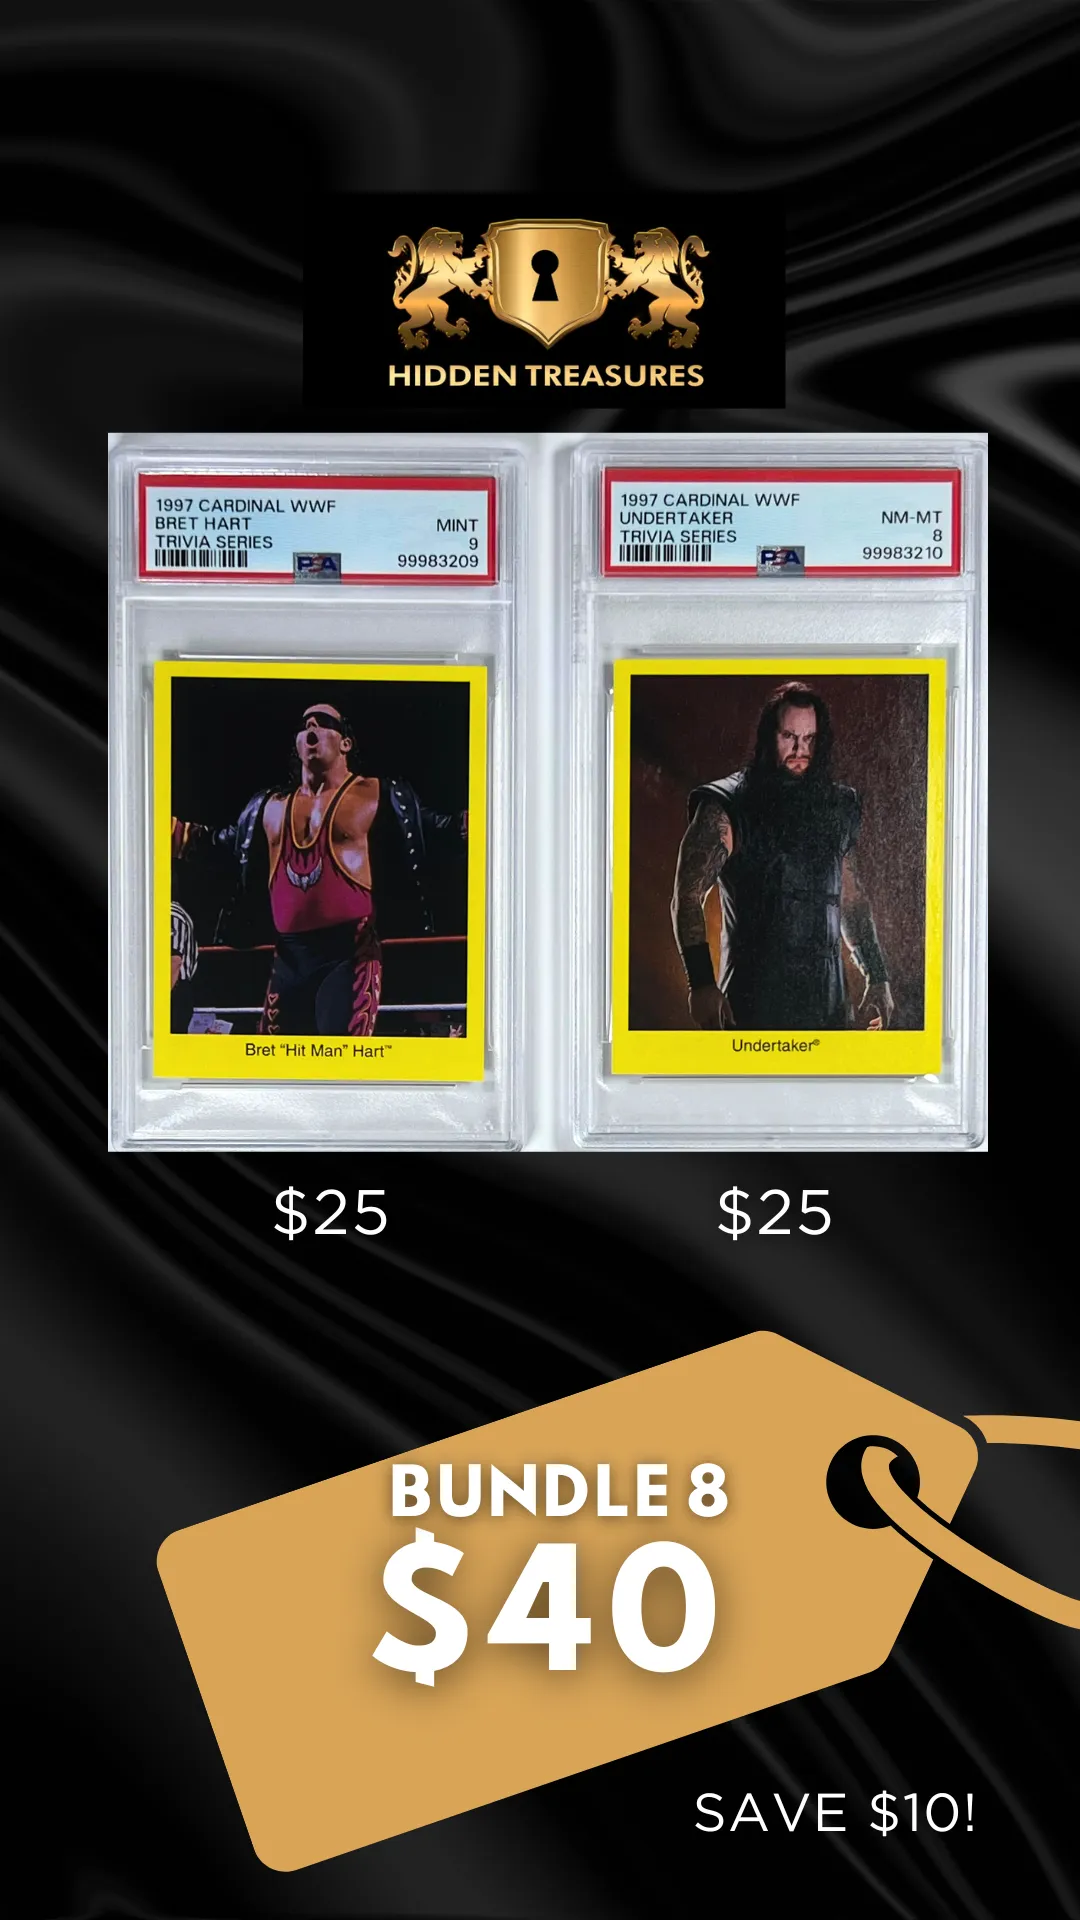 HIDDEN TREASURES
1997 CARDINAL WWF
BRET HART
MINT
TRIVIA SERIES
9
99983209
PSA
1997 CARDINAL WWF
UNDERTAKER
NM-MT
TRIVIA SERIES
8
99983210
PSA
Bret “Hit Man” Hart™
Undertaker®
$25
$25
BUNDLE 8
$40
SAVE $10!